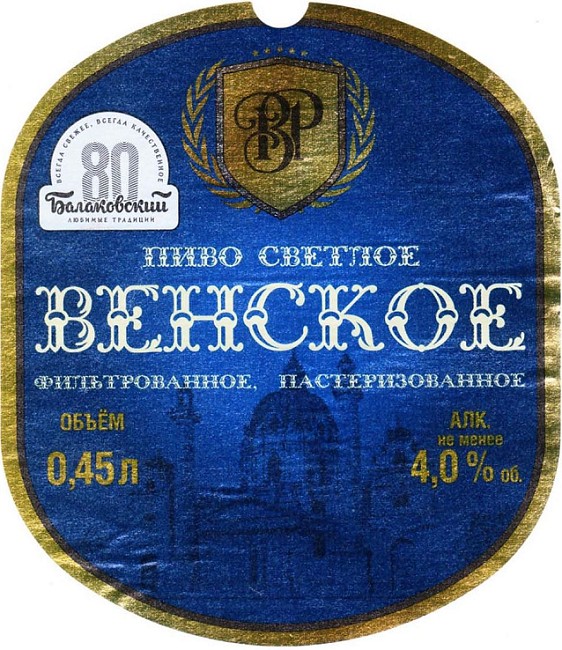 ВР
ВСЕГДА СВЕЖЕЕ, ВСЕГДА КАЧЕСТВЕННОЕ
80
Балаковский
ЛЮБИМЫЕ ТРАДИЦИИ
ПИВО СВЕТЛОЕ
ВЕНСКОЕ
ФИЛЬТРОВАННОЕ, ПАСТЕРИЗОВАННОЕ
ОБЪЁМ
0,45 л
АЛК.
не менее
4,0 % об.